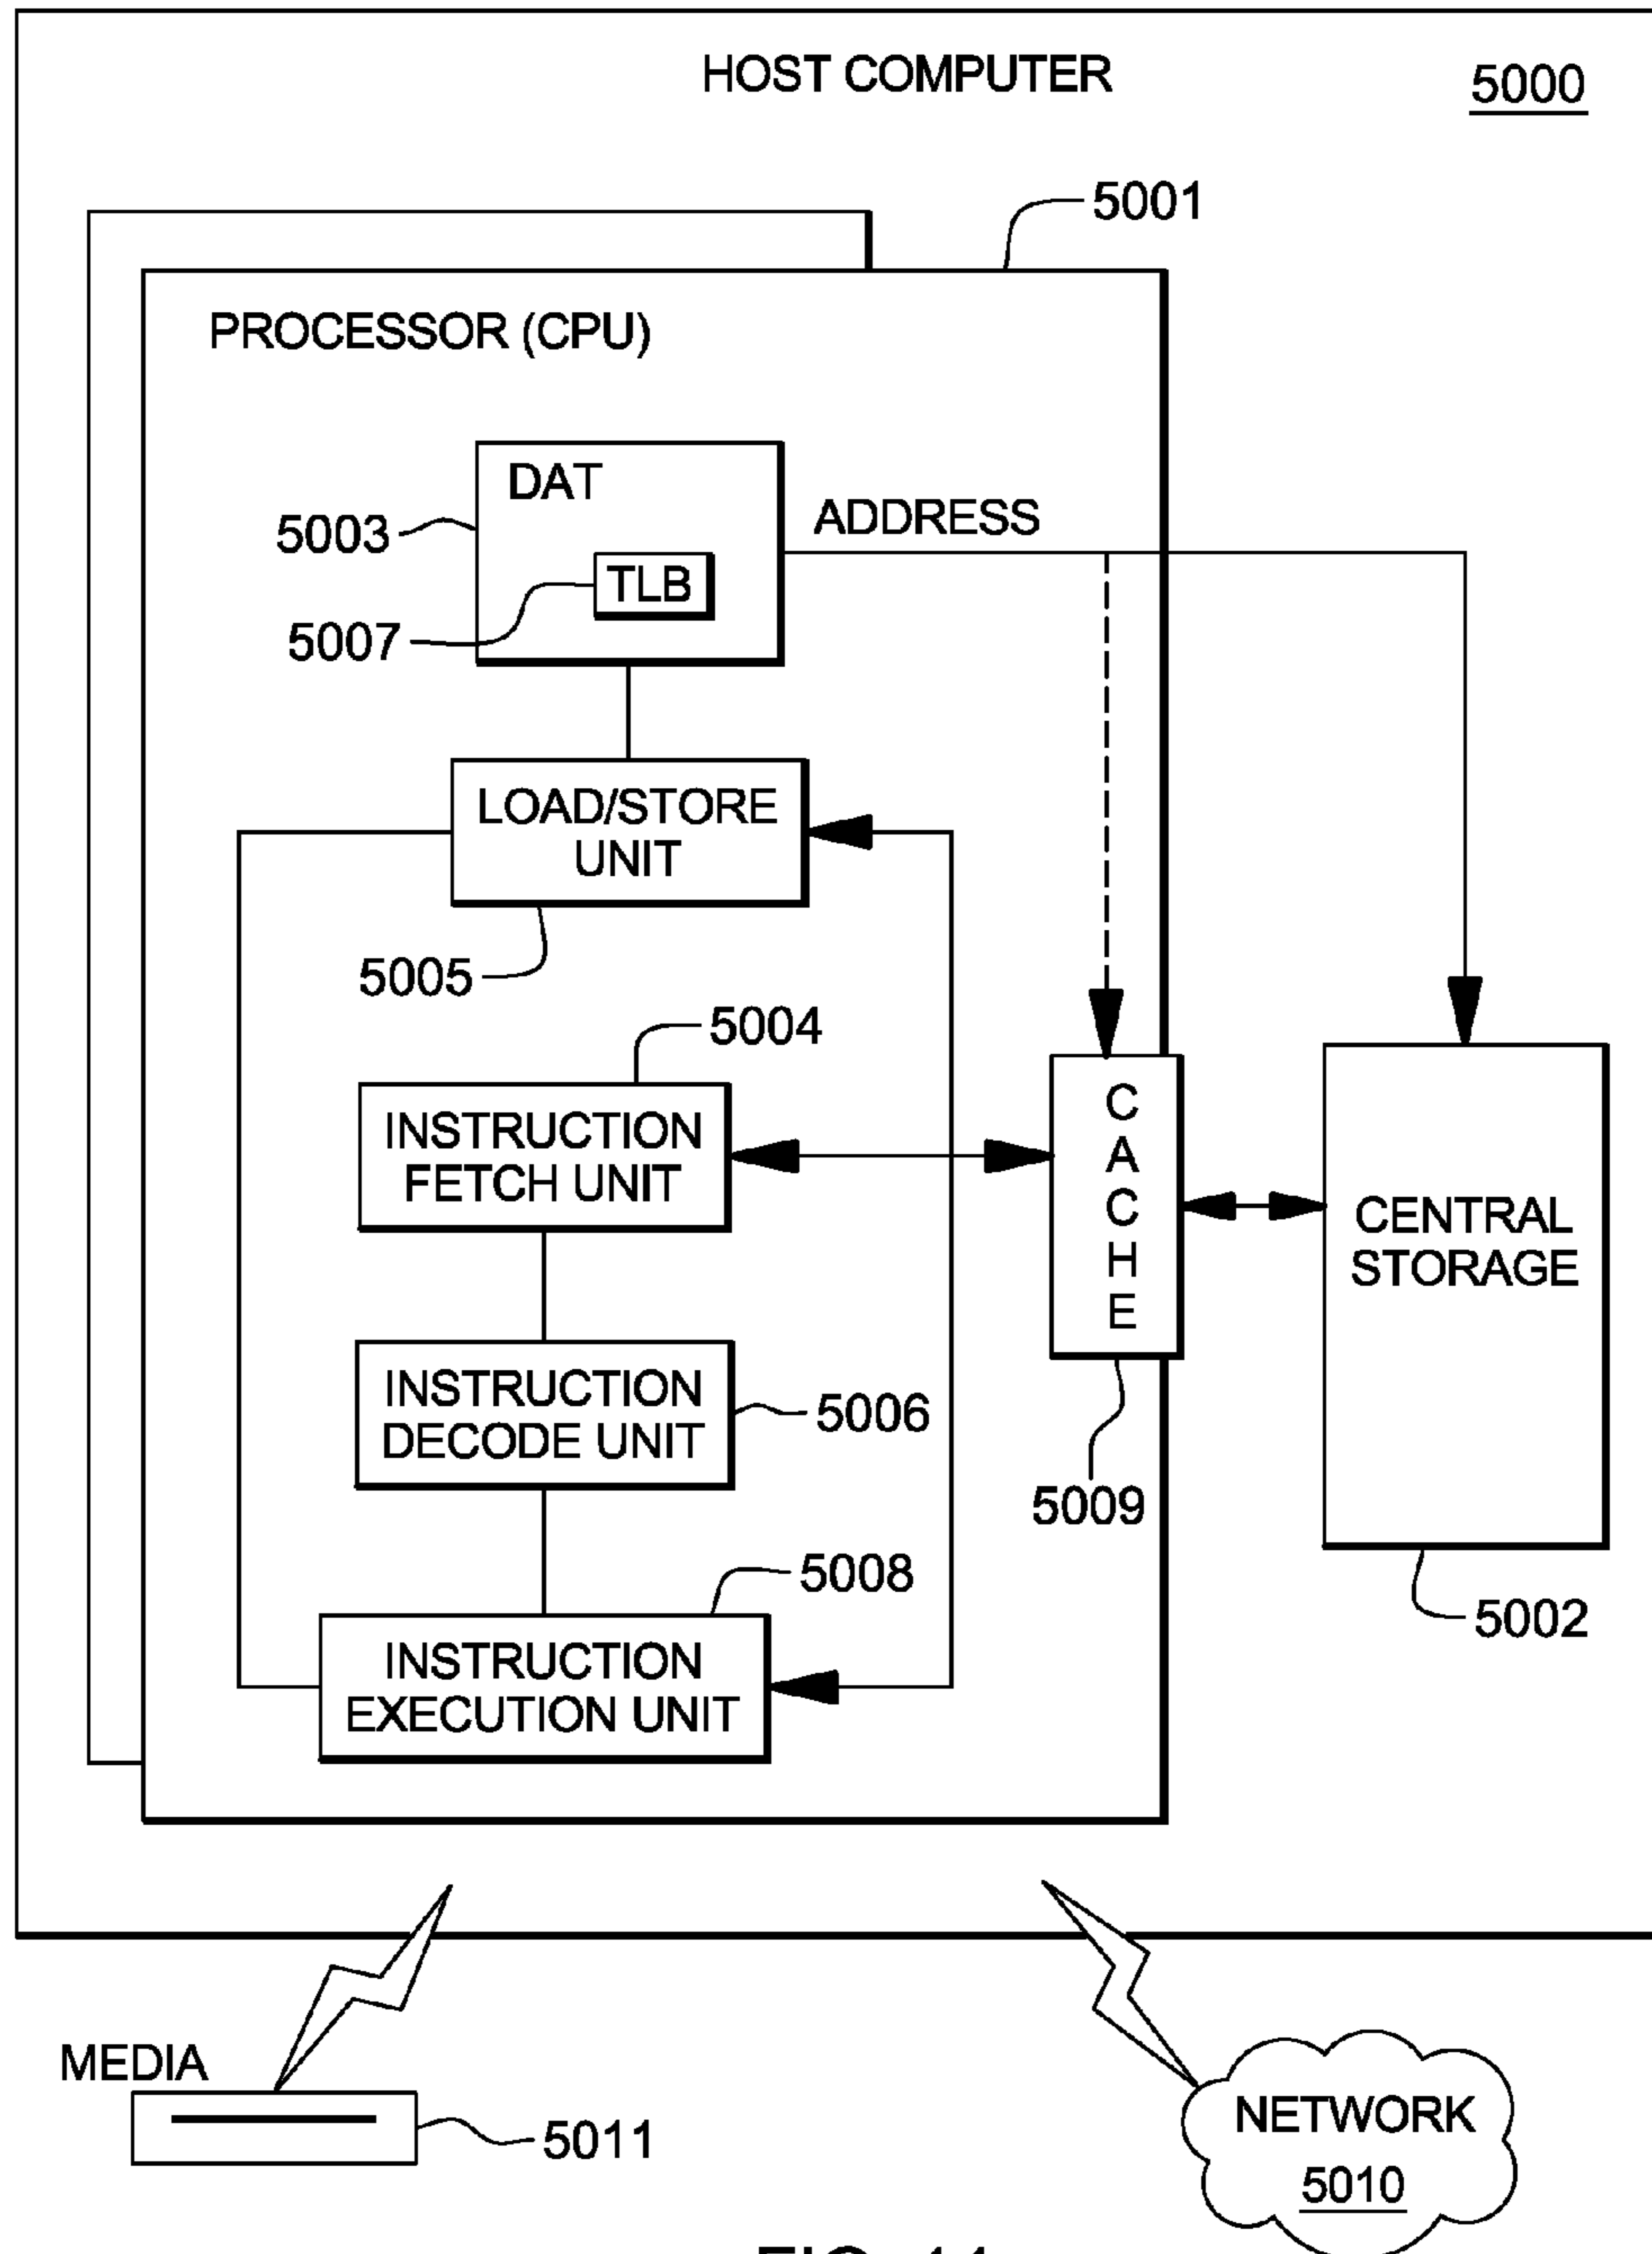 HOST COMPUTER
5000
5001
PROCESSOR (CPU)
DAT
5003
ADDRESS
TLB
5007
LOAD/STORE
UNIT
5005
5004
INSTRUCTION
FETCH UNIT
C
A
C
H
E
CENTRAL
STORAGE
INSTRUCTION
DECODE UNIT
5006
5009
5008
5002
INSTRUCTION
EXECUTION UNIT
MEDIA
5011
NETWORK
5010